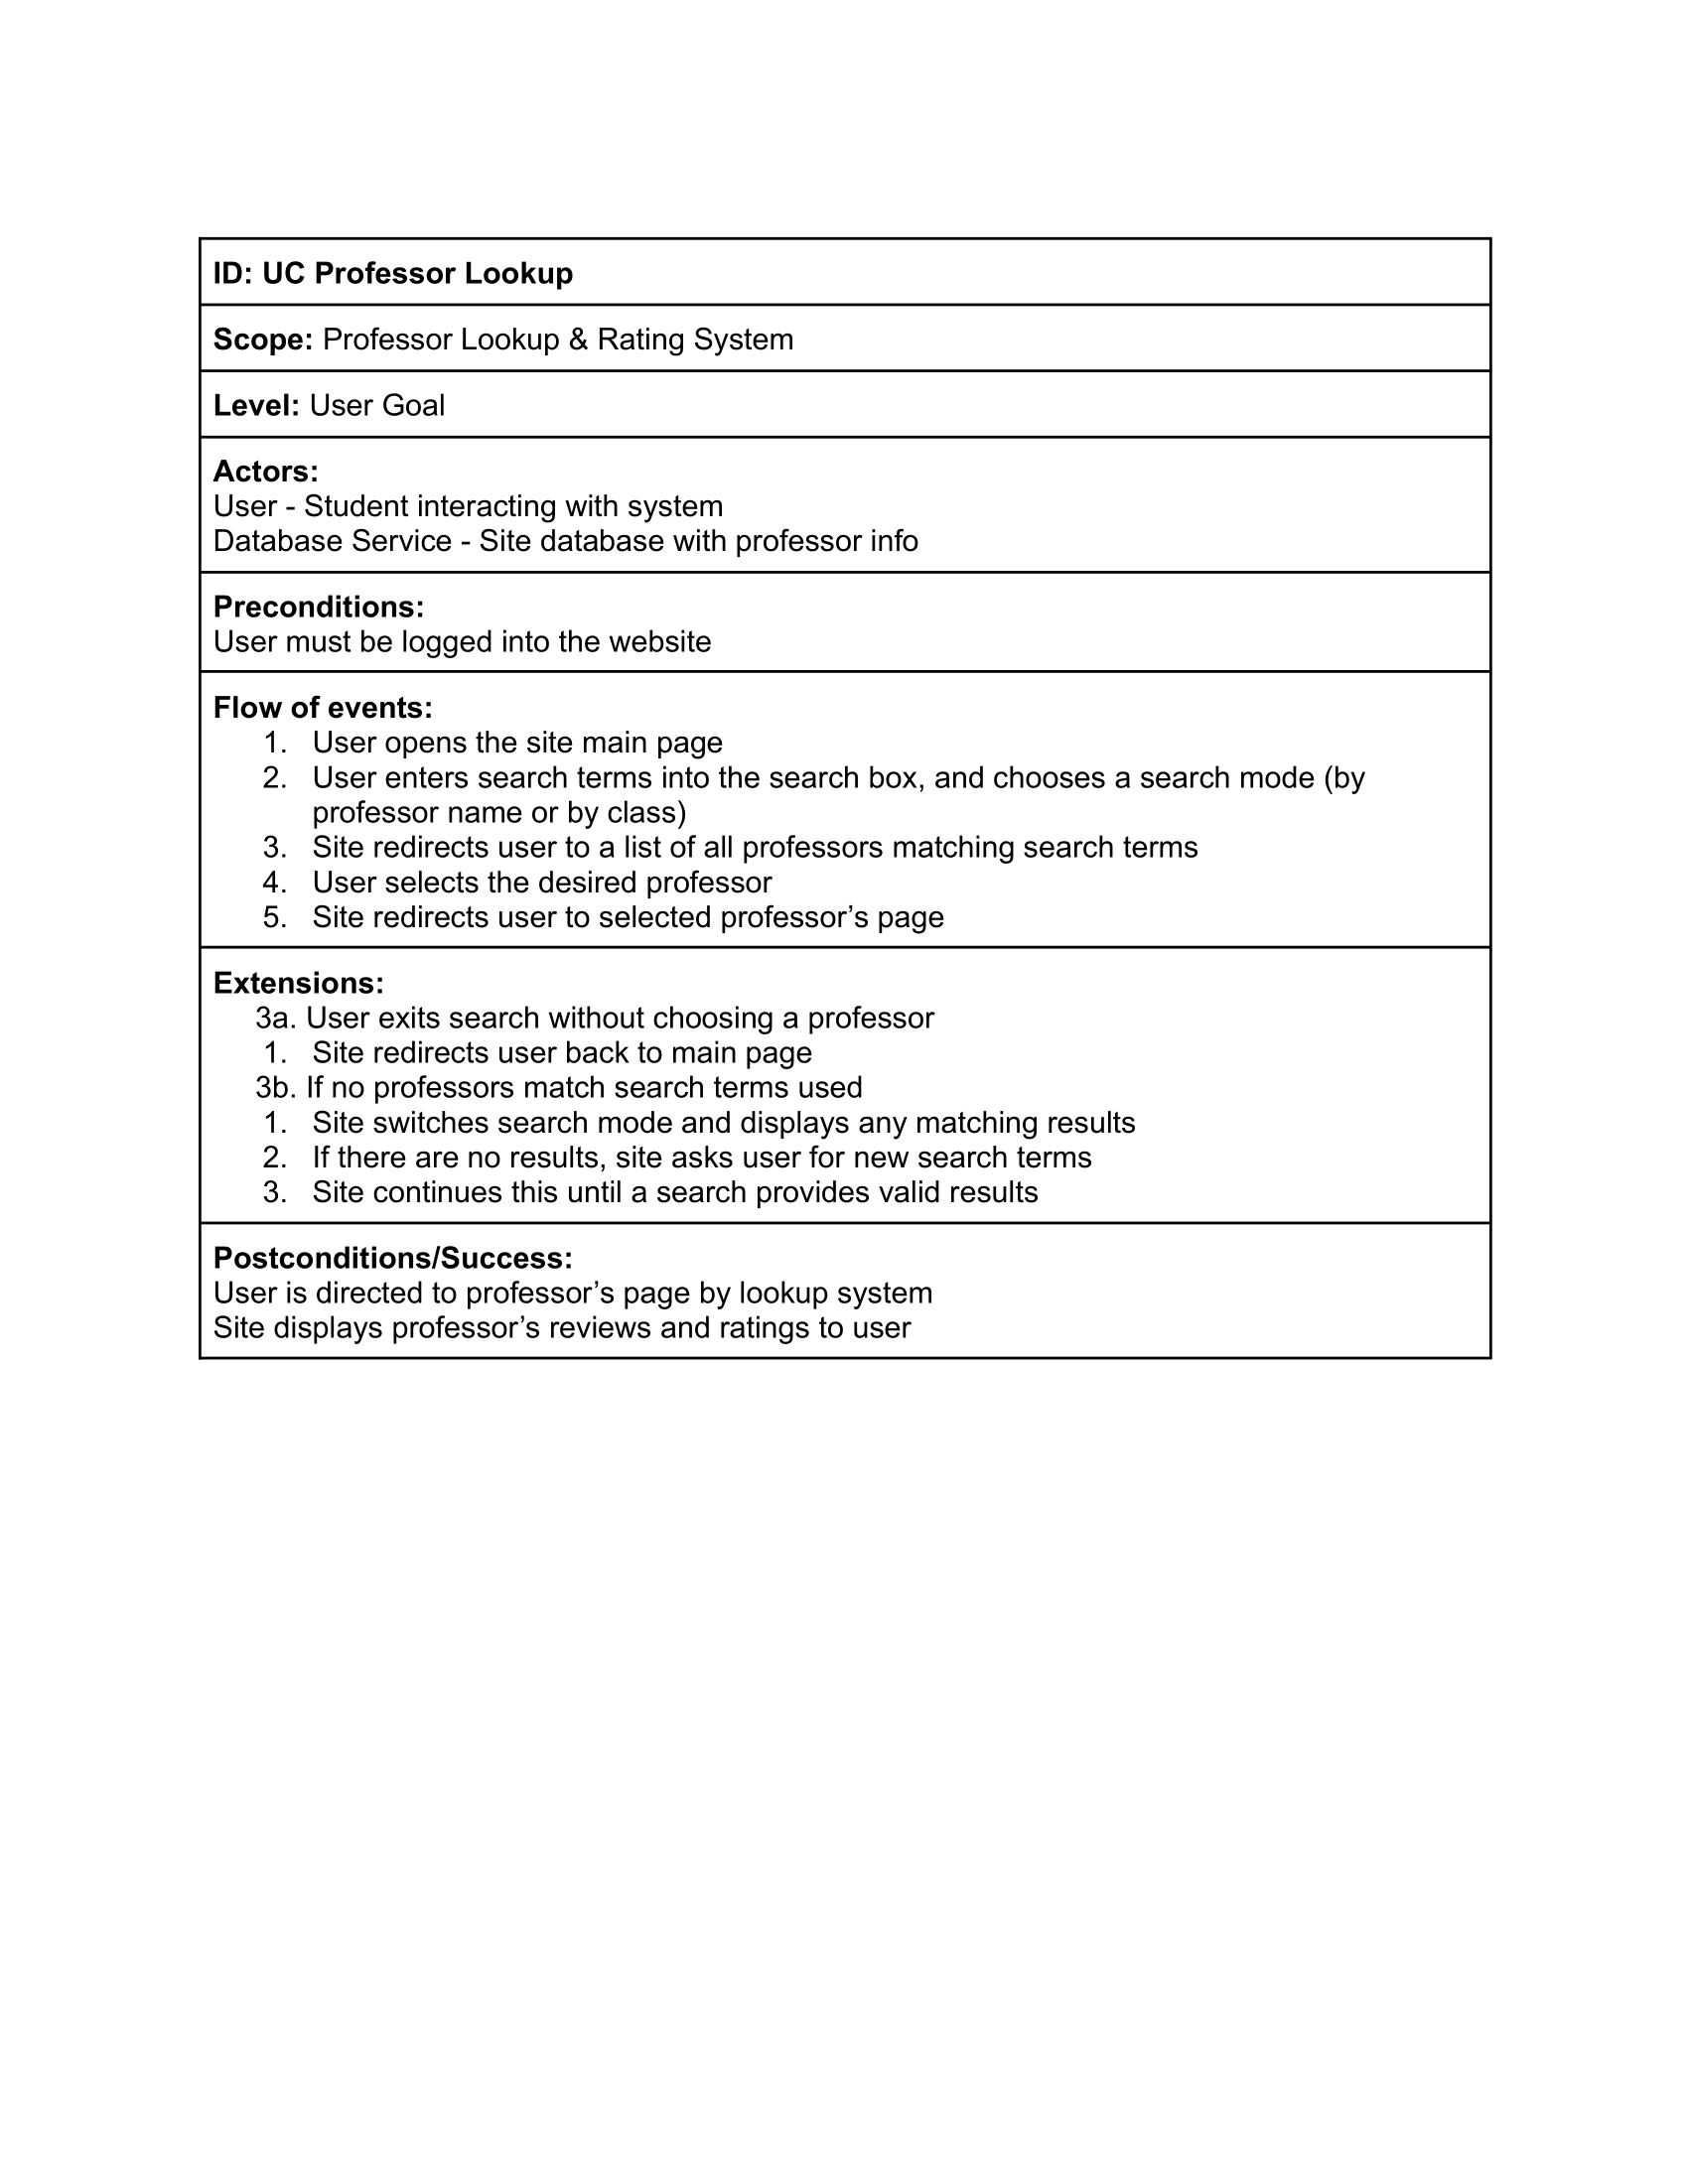 ID: UC Professor Lookup
Scope: Professor Lookup & Rating System
Level: User Goal
Actors:
User - Student interacting with system
Database Service - Site database with professor info
Preconditions:
User must be logged into the website
Flow of events:
1. User opens the site main page
2. User enters search terms into the search box, and chooses a search mode (by
professor name or by class)
3. Site redirects user to a list of all professors matching search terms
4. User selects the desired professor
5. Site redirects user to selected professor’s page
Extensions:
3a. User exits search without choosing a professor
1. Site redirects user back to main page
3b. If no professors match search terms used
1. Site switches search mode and displays any matching results
2. If there are no results, site asks user for new search terms
3. Site continues this until a search provides valid results
Postconditions/Success:
User is directed to professor’s page by lookup system
Site displays professor’s reviews and ratings to user